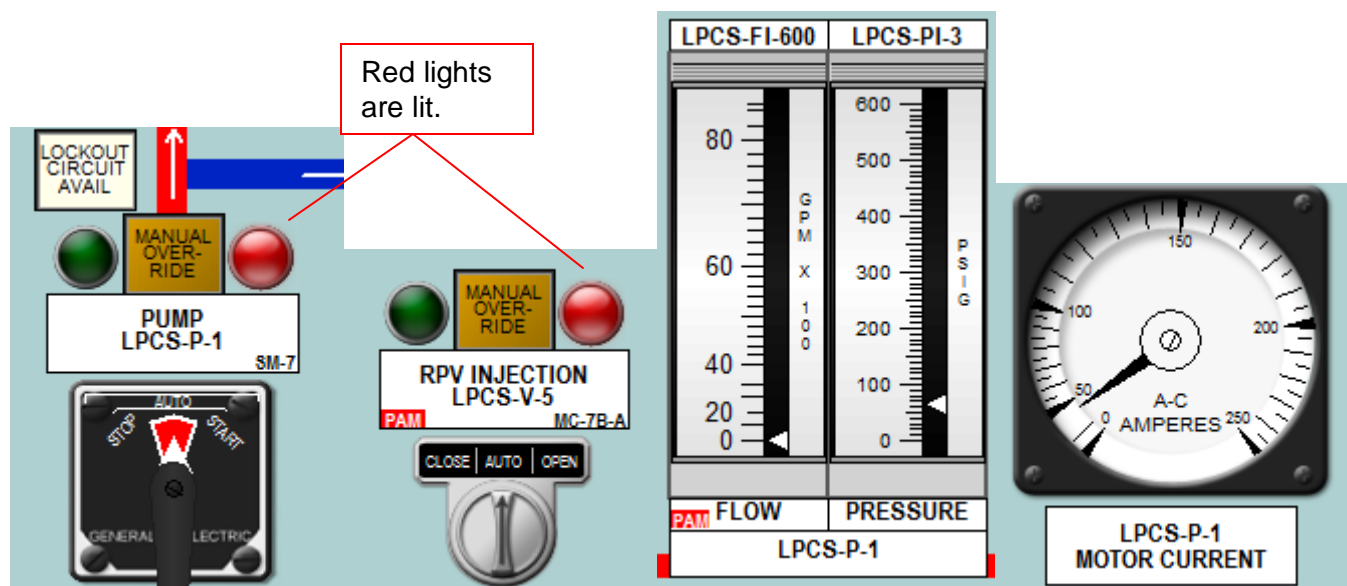 Red lights
are lit.
LOCKOUT
CIRCUIT
AVAIL
MANUAL
OVER-
RIDE
PUMP
LPCS-P-1
SM-7
STOP AUTO START
GENERAL ELECTRIC
MANUAL
OVER-
RIDE
RPV INJECTION
LPCS-V-5
PAM MC-7B-A
CLOSE AUTO OPEN
LPCS-FI-600 LPCS-PI-3
80
60
40
20
0
GPM X 100
600
500
400
300
200
100
0
PSIG
PAM FLOW PRESSURE
LPCS-P-1
0 50 100 150 200 250
A-C
AMPERES
LPCS-P-1
MOTOR CURRENT